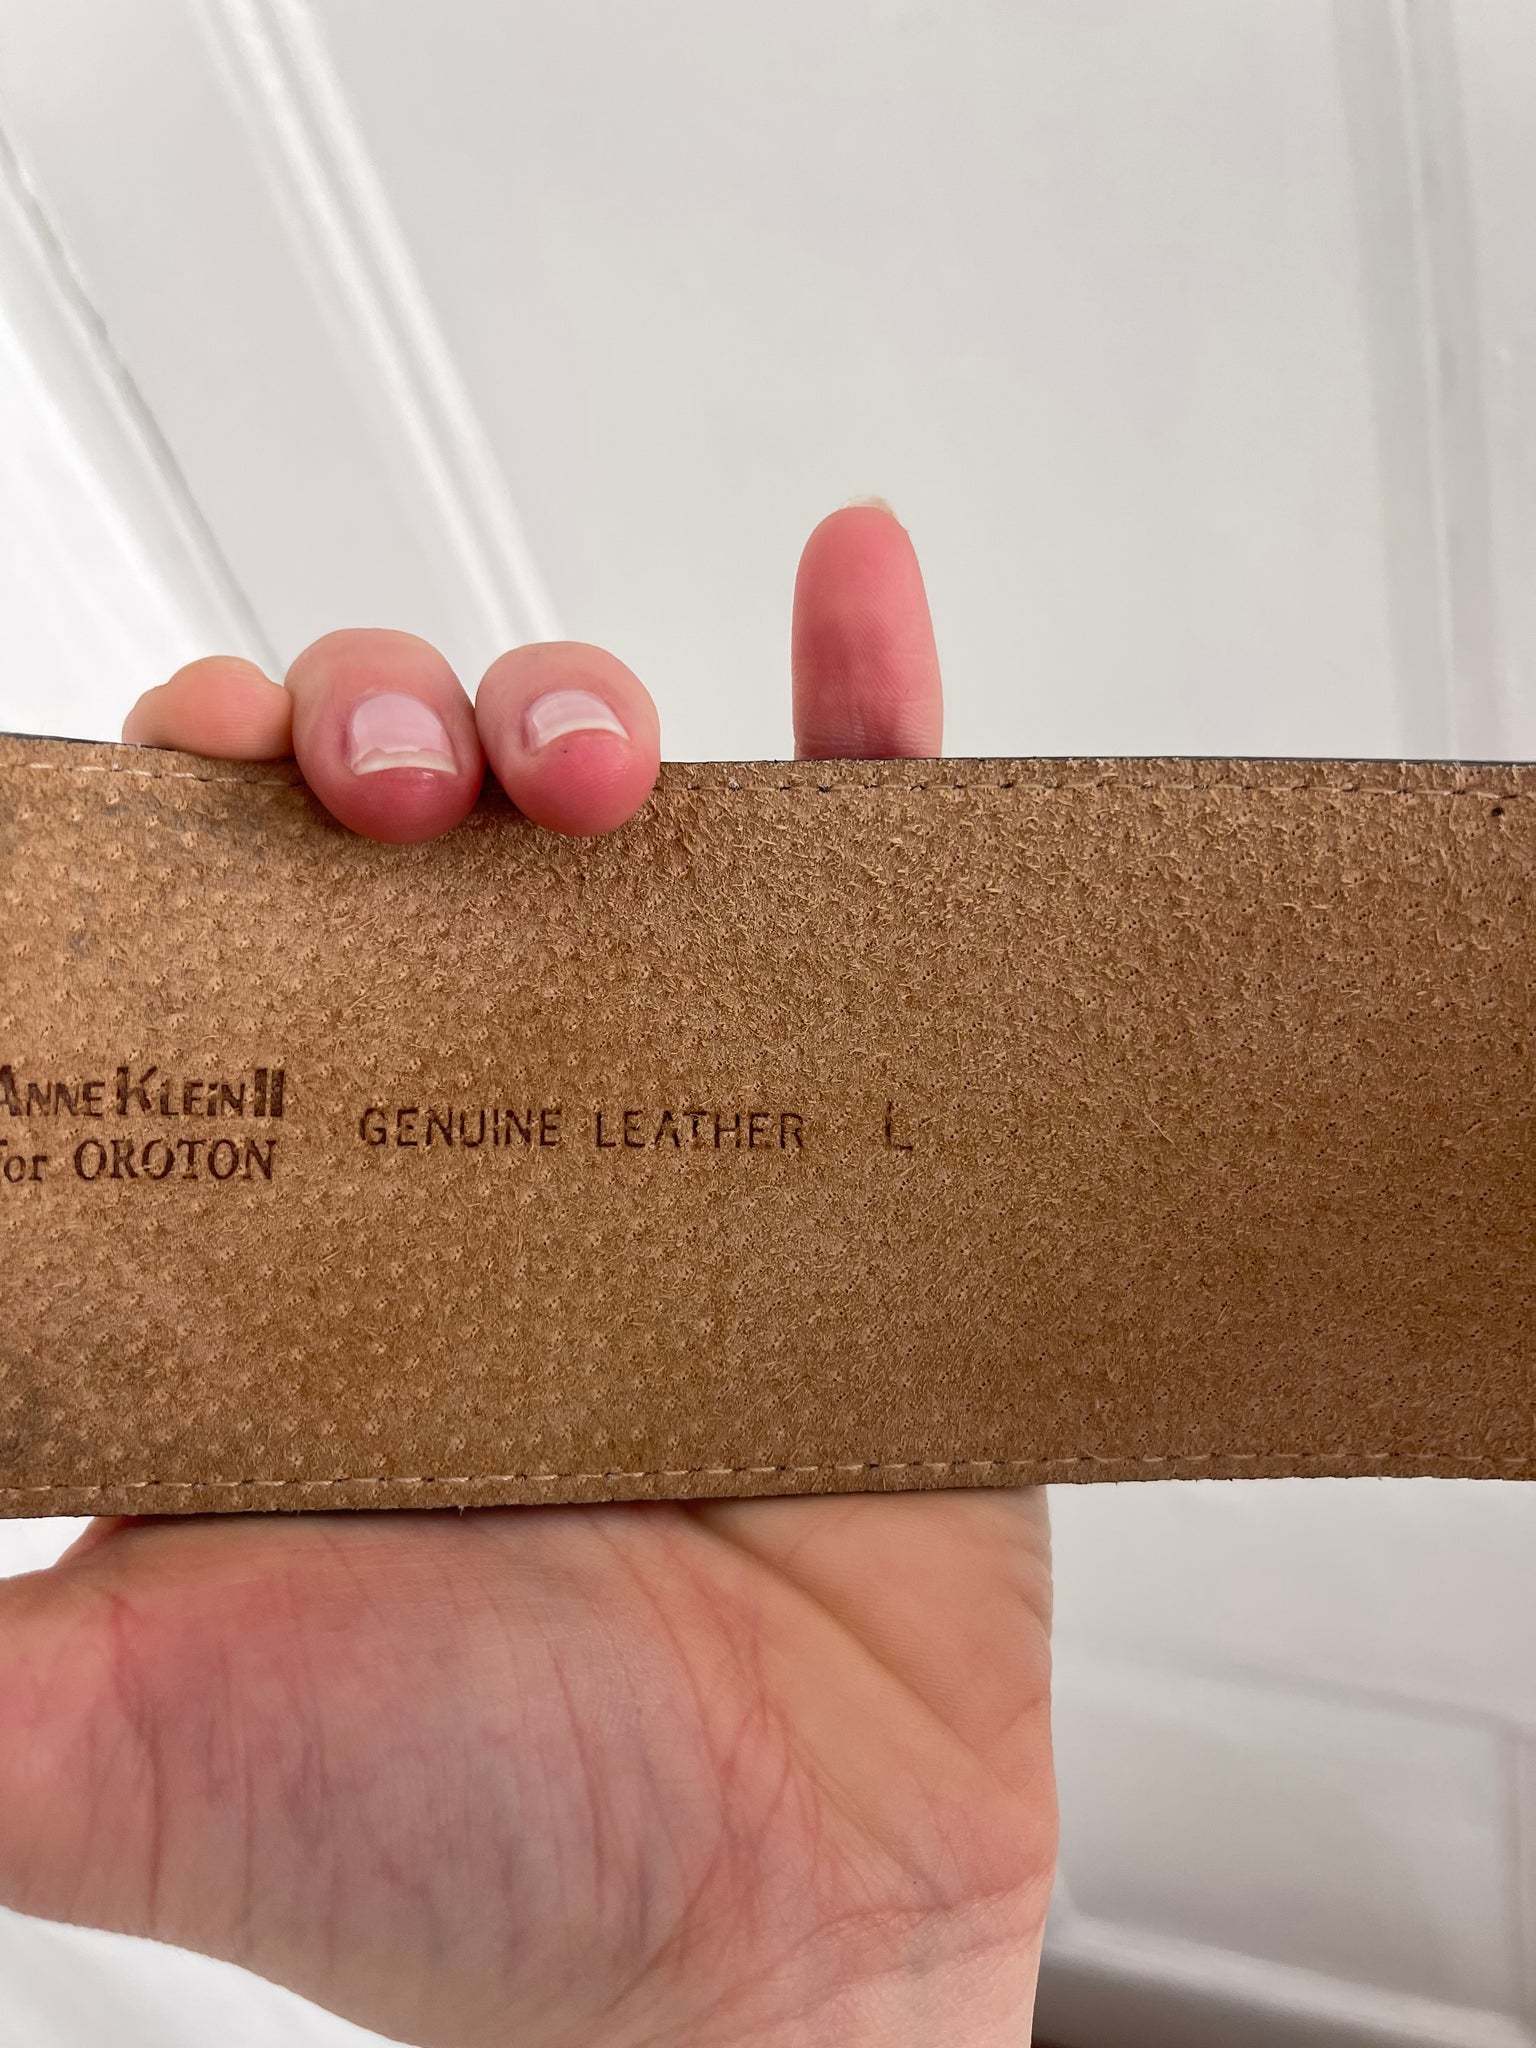 ANNE KLEIN II
for OROTON
GENUINE LEATHER L